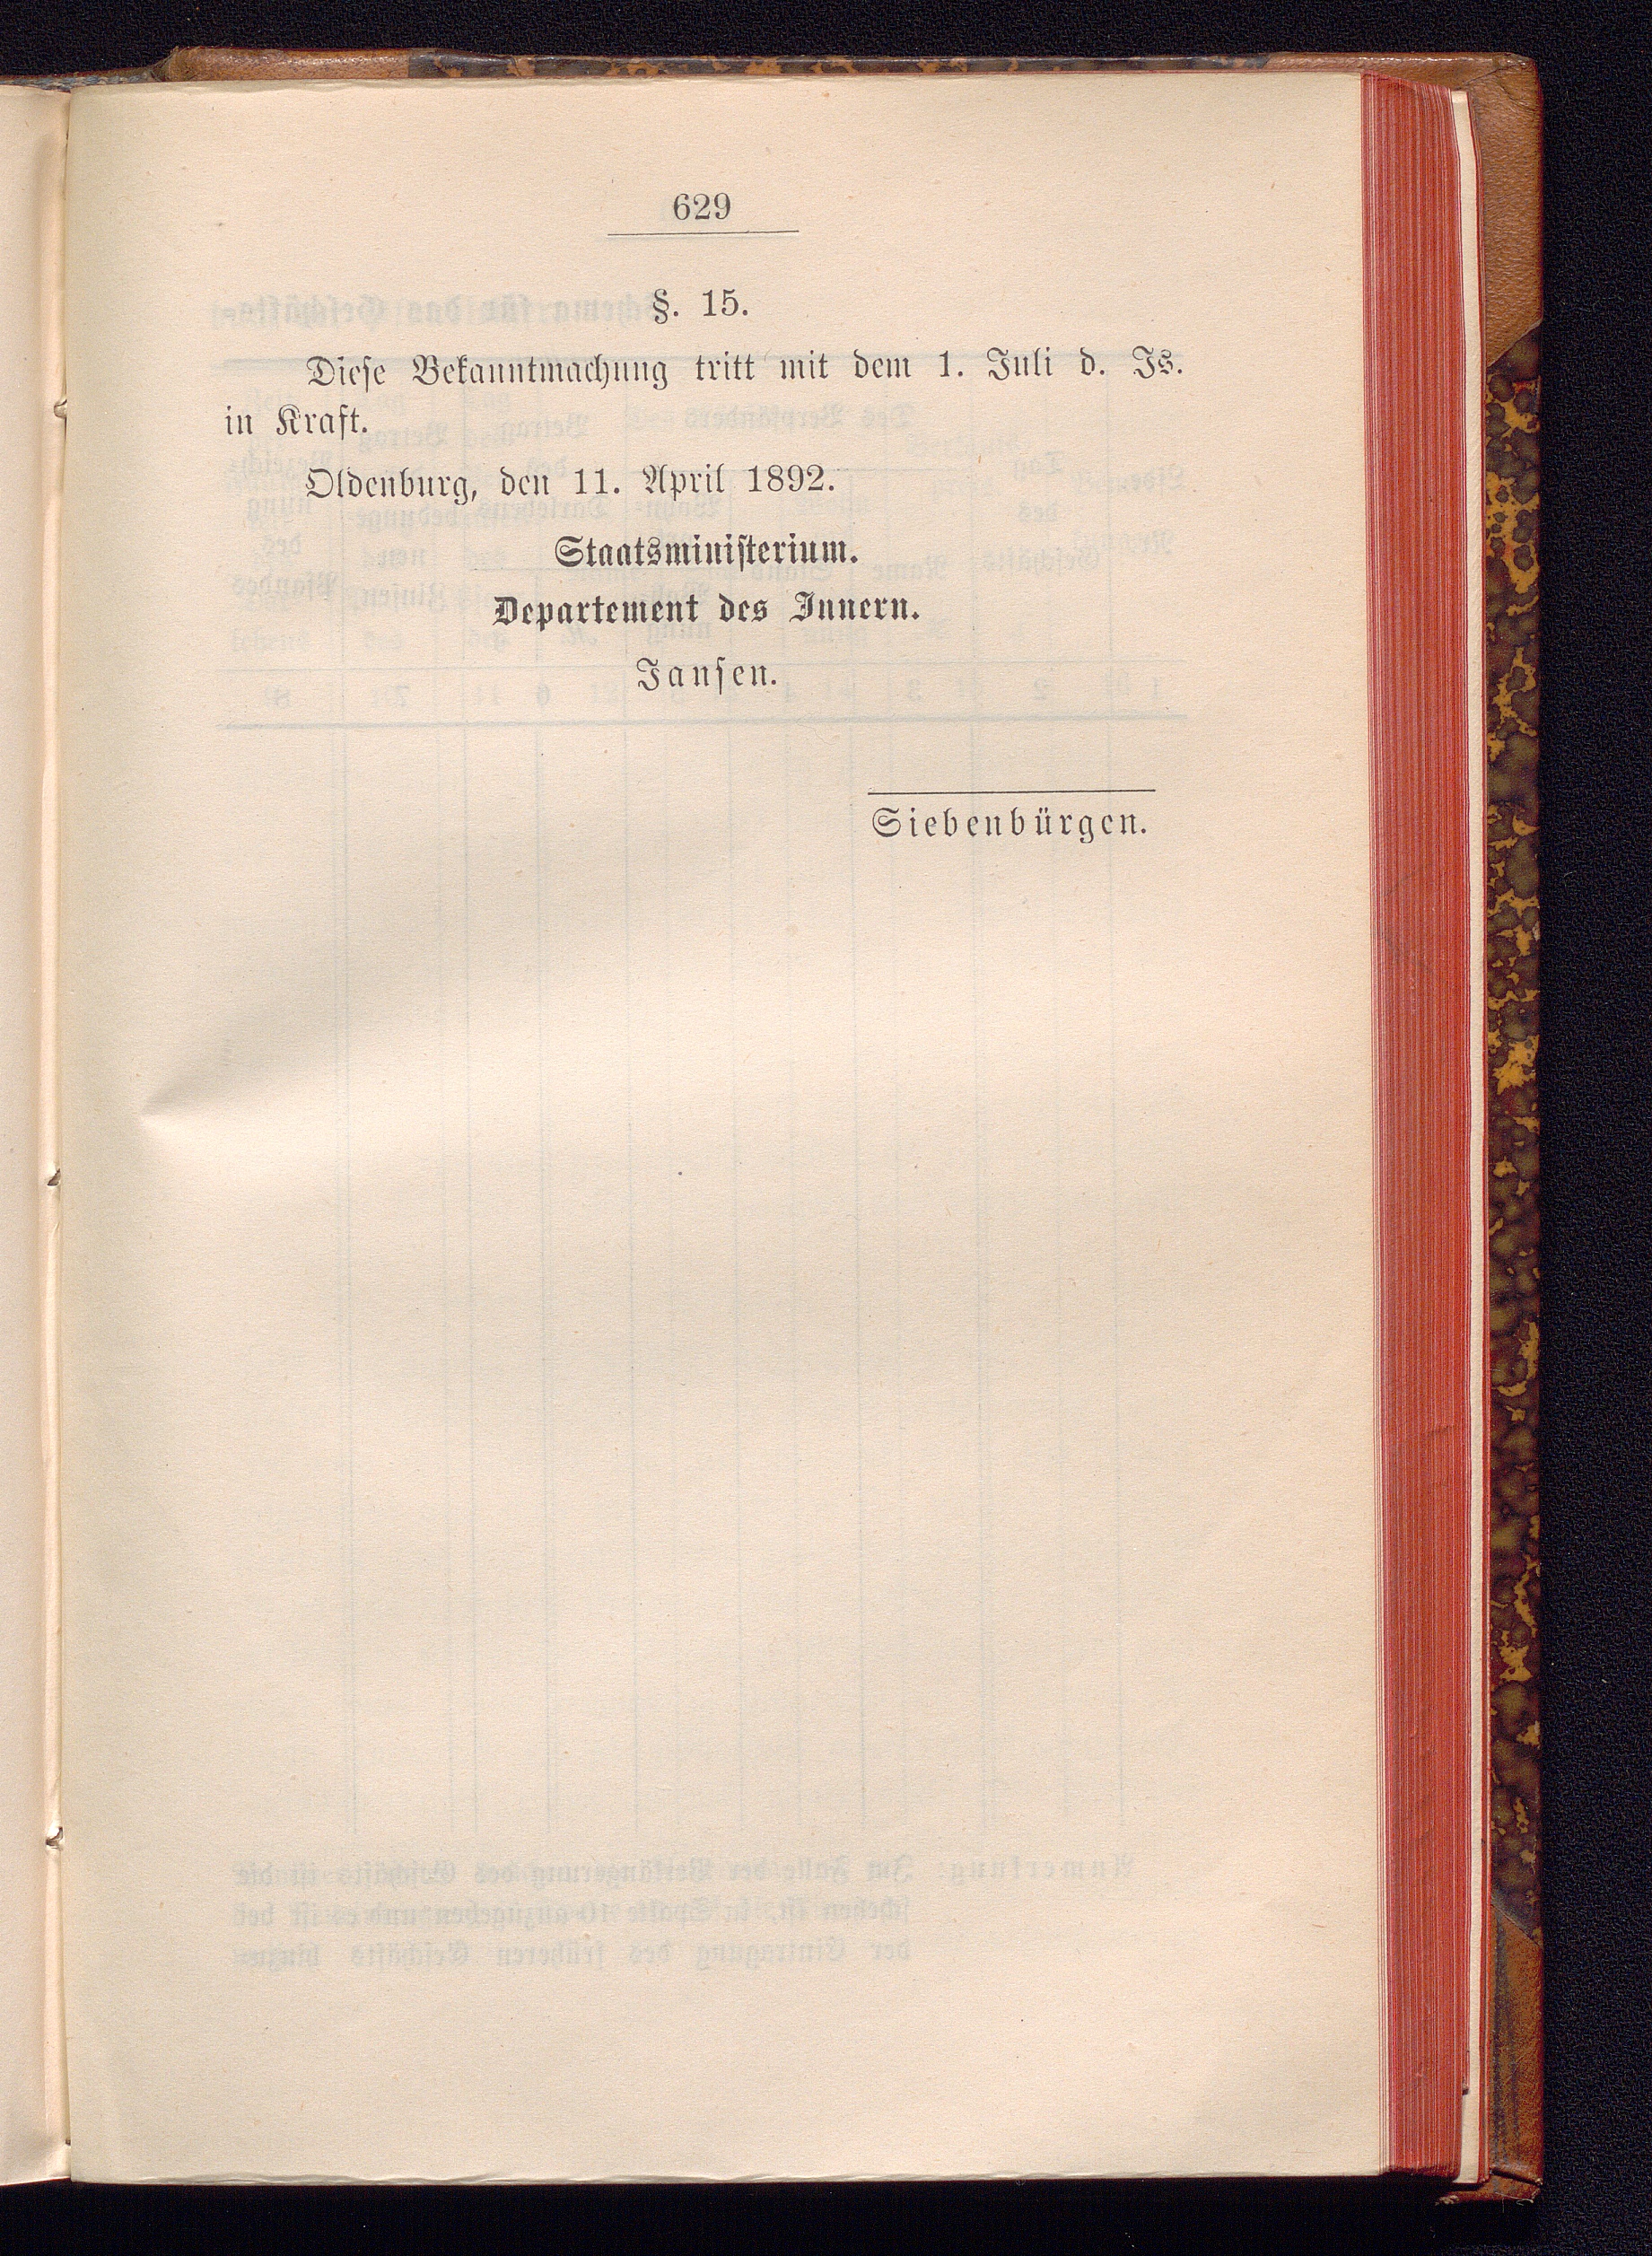 629
§. 15.
Diese Bekanntmachung tritt mit dem 1. Juli d. Js.
in Kraft.
Oldenburg, den 11. April 1892.
Staatsministerium.
Departement des Innern.
Jansen.
Siebenbürgen.